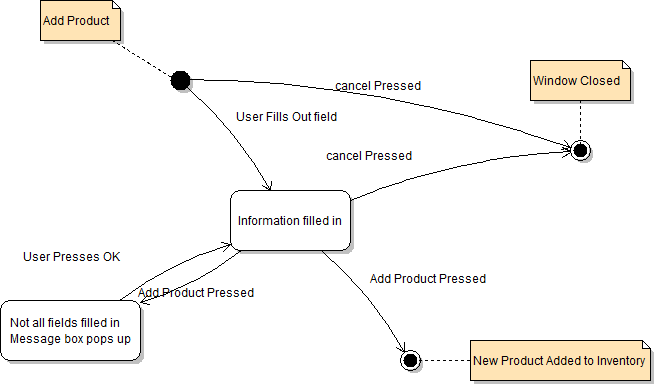 Add Product
cancel Pressed
Window Closed
User Fills Out field
cancel Pressed
Information filled in
User Presses OK
Add Product Pressed
Add Product Pressed
Not all fields filled in
Message box pops up
New Product Added to Inventory